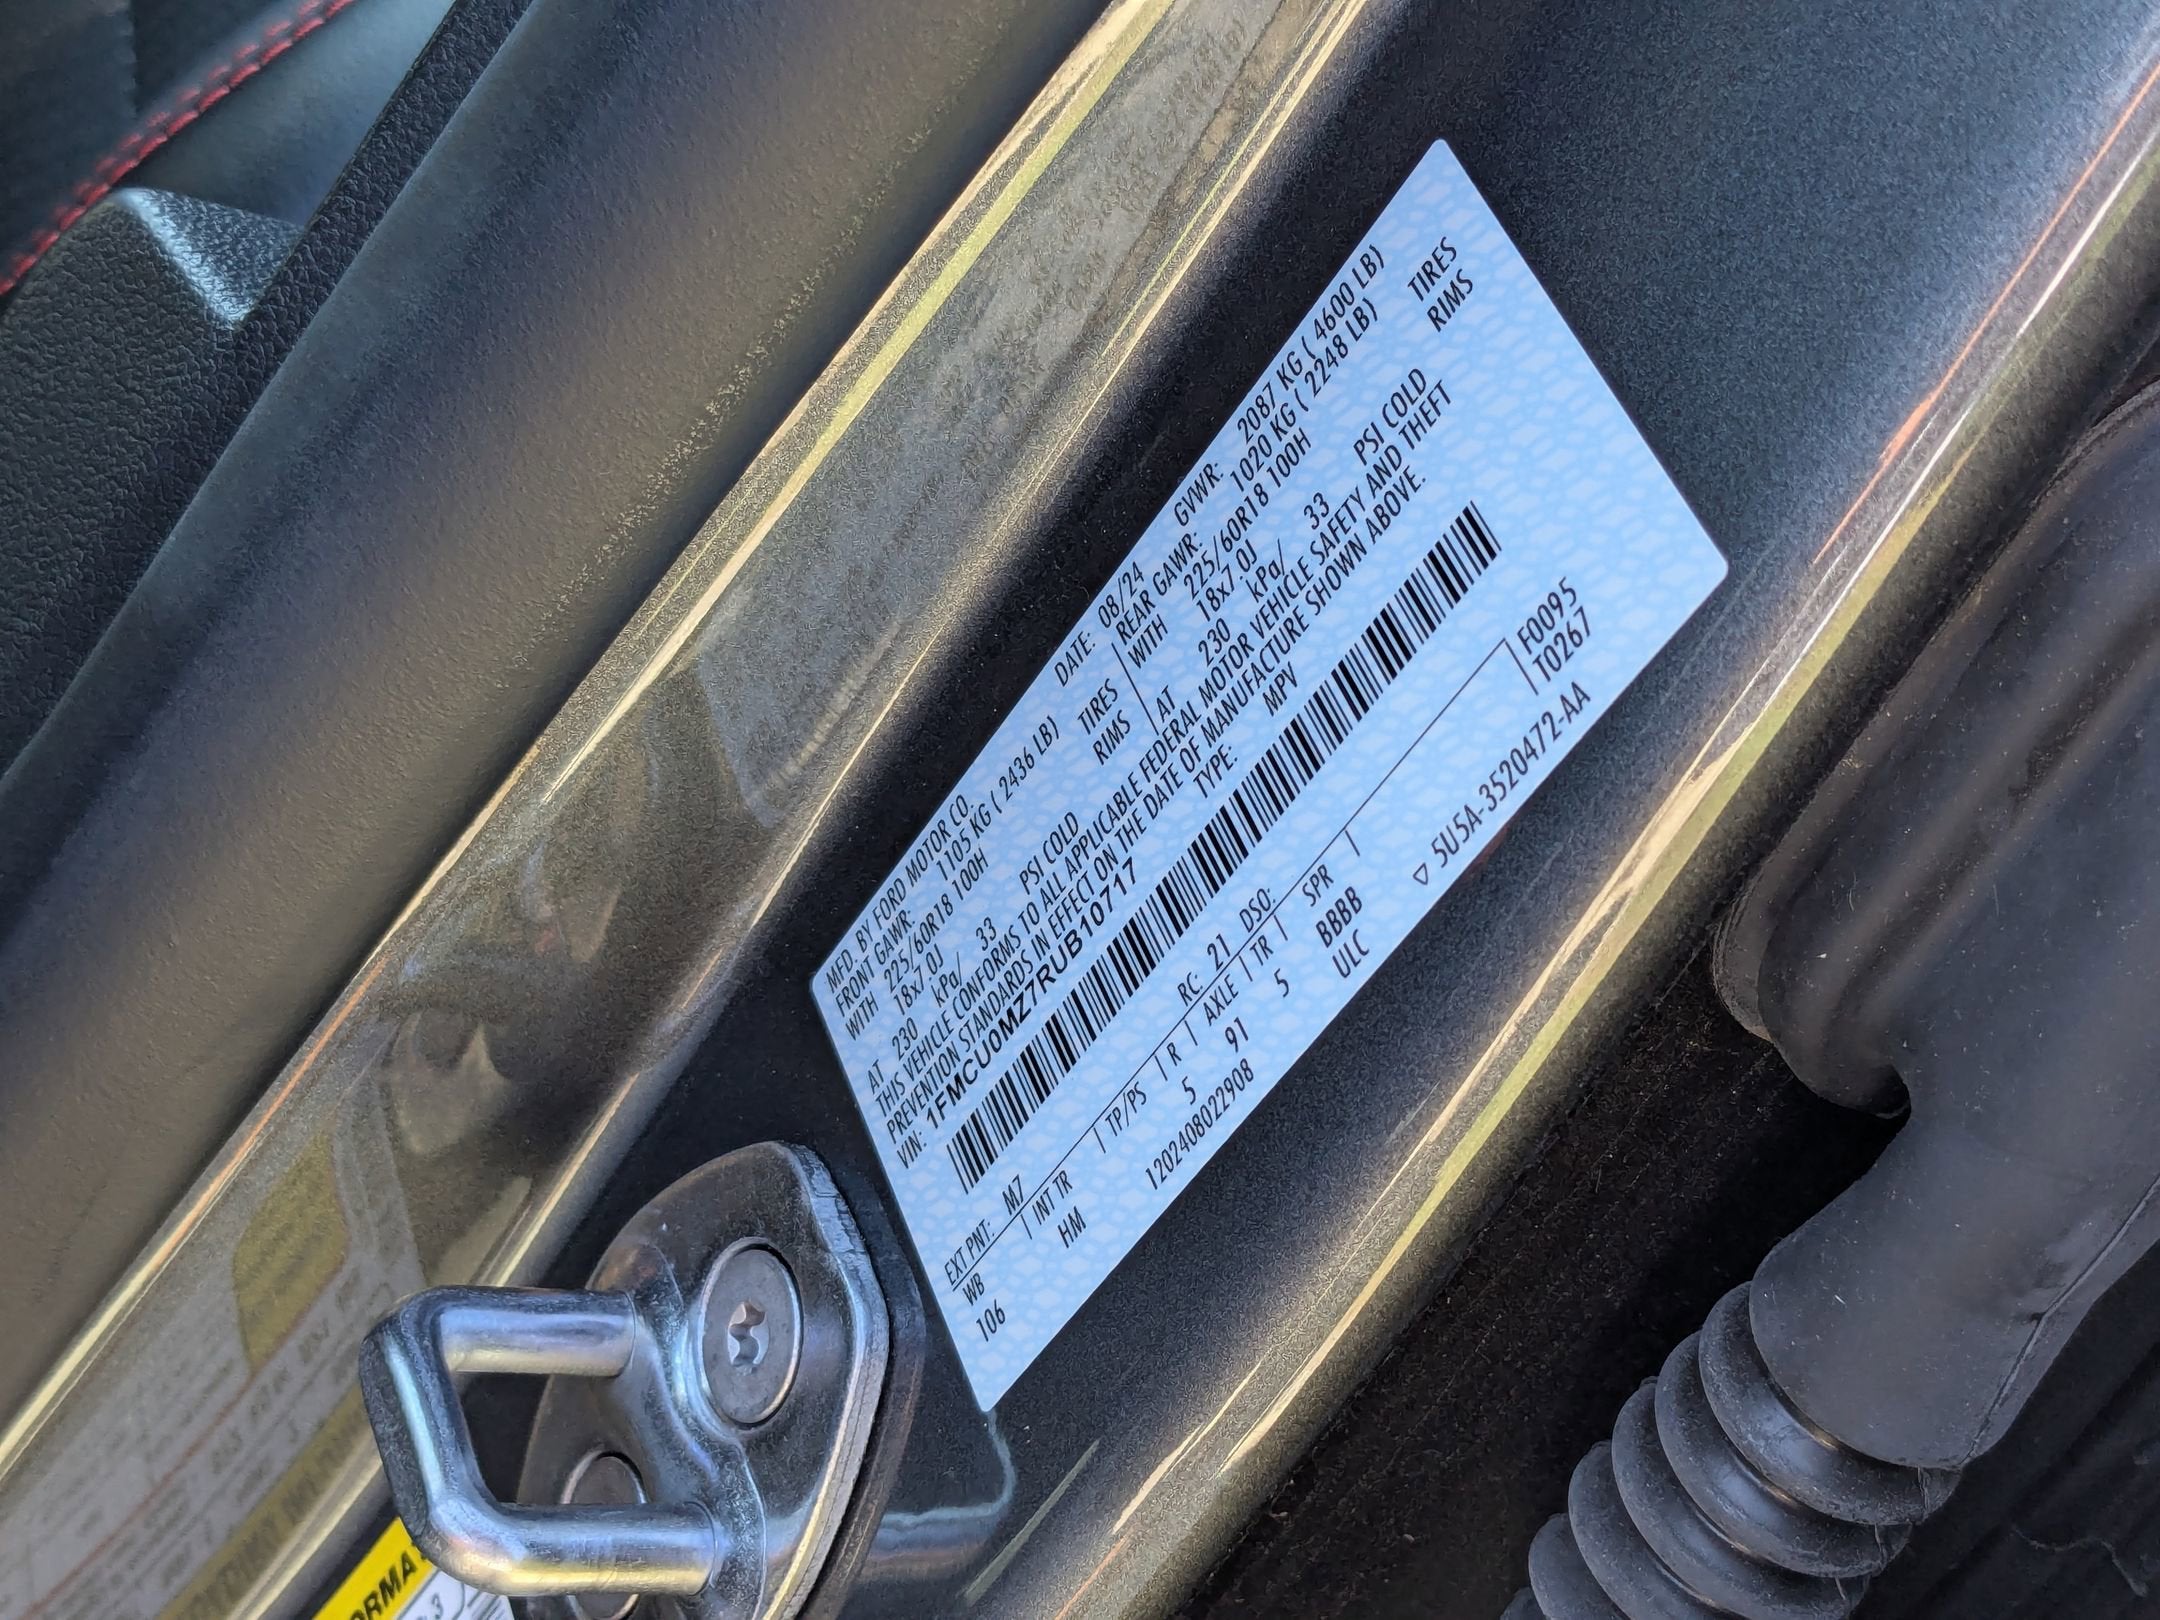 MFD. BY FORD MOTOR CO. DATE: 08/24 GVWR: 2087 KG ( 4600 LB)
FRONT GAWR: 1105 KG ( 2436 LB) REAR GAWR: 1020 KG ( 2248 LB)
WITH 225/60R18 100H TIRES WITH 225/60R18 100H TIRES
18x7.0J RIMS 18x7.0J RIMS
AT 230 kPa/ 33 PSI COLD AT 230 kPa/ 33 PSI COLD
THIS VEHICLE CONFORMS TO ALL APPLICABLE FEDERAL MOTOR VEHICLE SAFETY AND THEFT
PREVENTION STANDARDS IN EFFECT ON THE DATE OF MANUFACTURE SHOWN ABOVE.
VIN: 1FMCU0MZ7RUB10717 TYPE: MPV
EXT PNT: M7 RC: 21 DSO: F0095
WB | INT TR | TP/PS | R | AXLE | TR | SPR | T0267
106 HM 5 91 5 BBBB
ULC
1202408022908
▽ 5U5A-3520472-AA